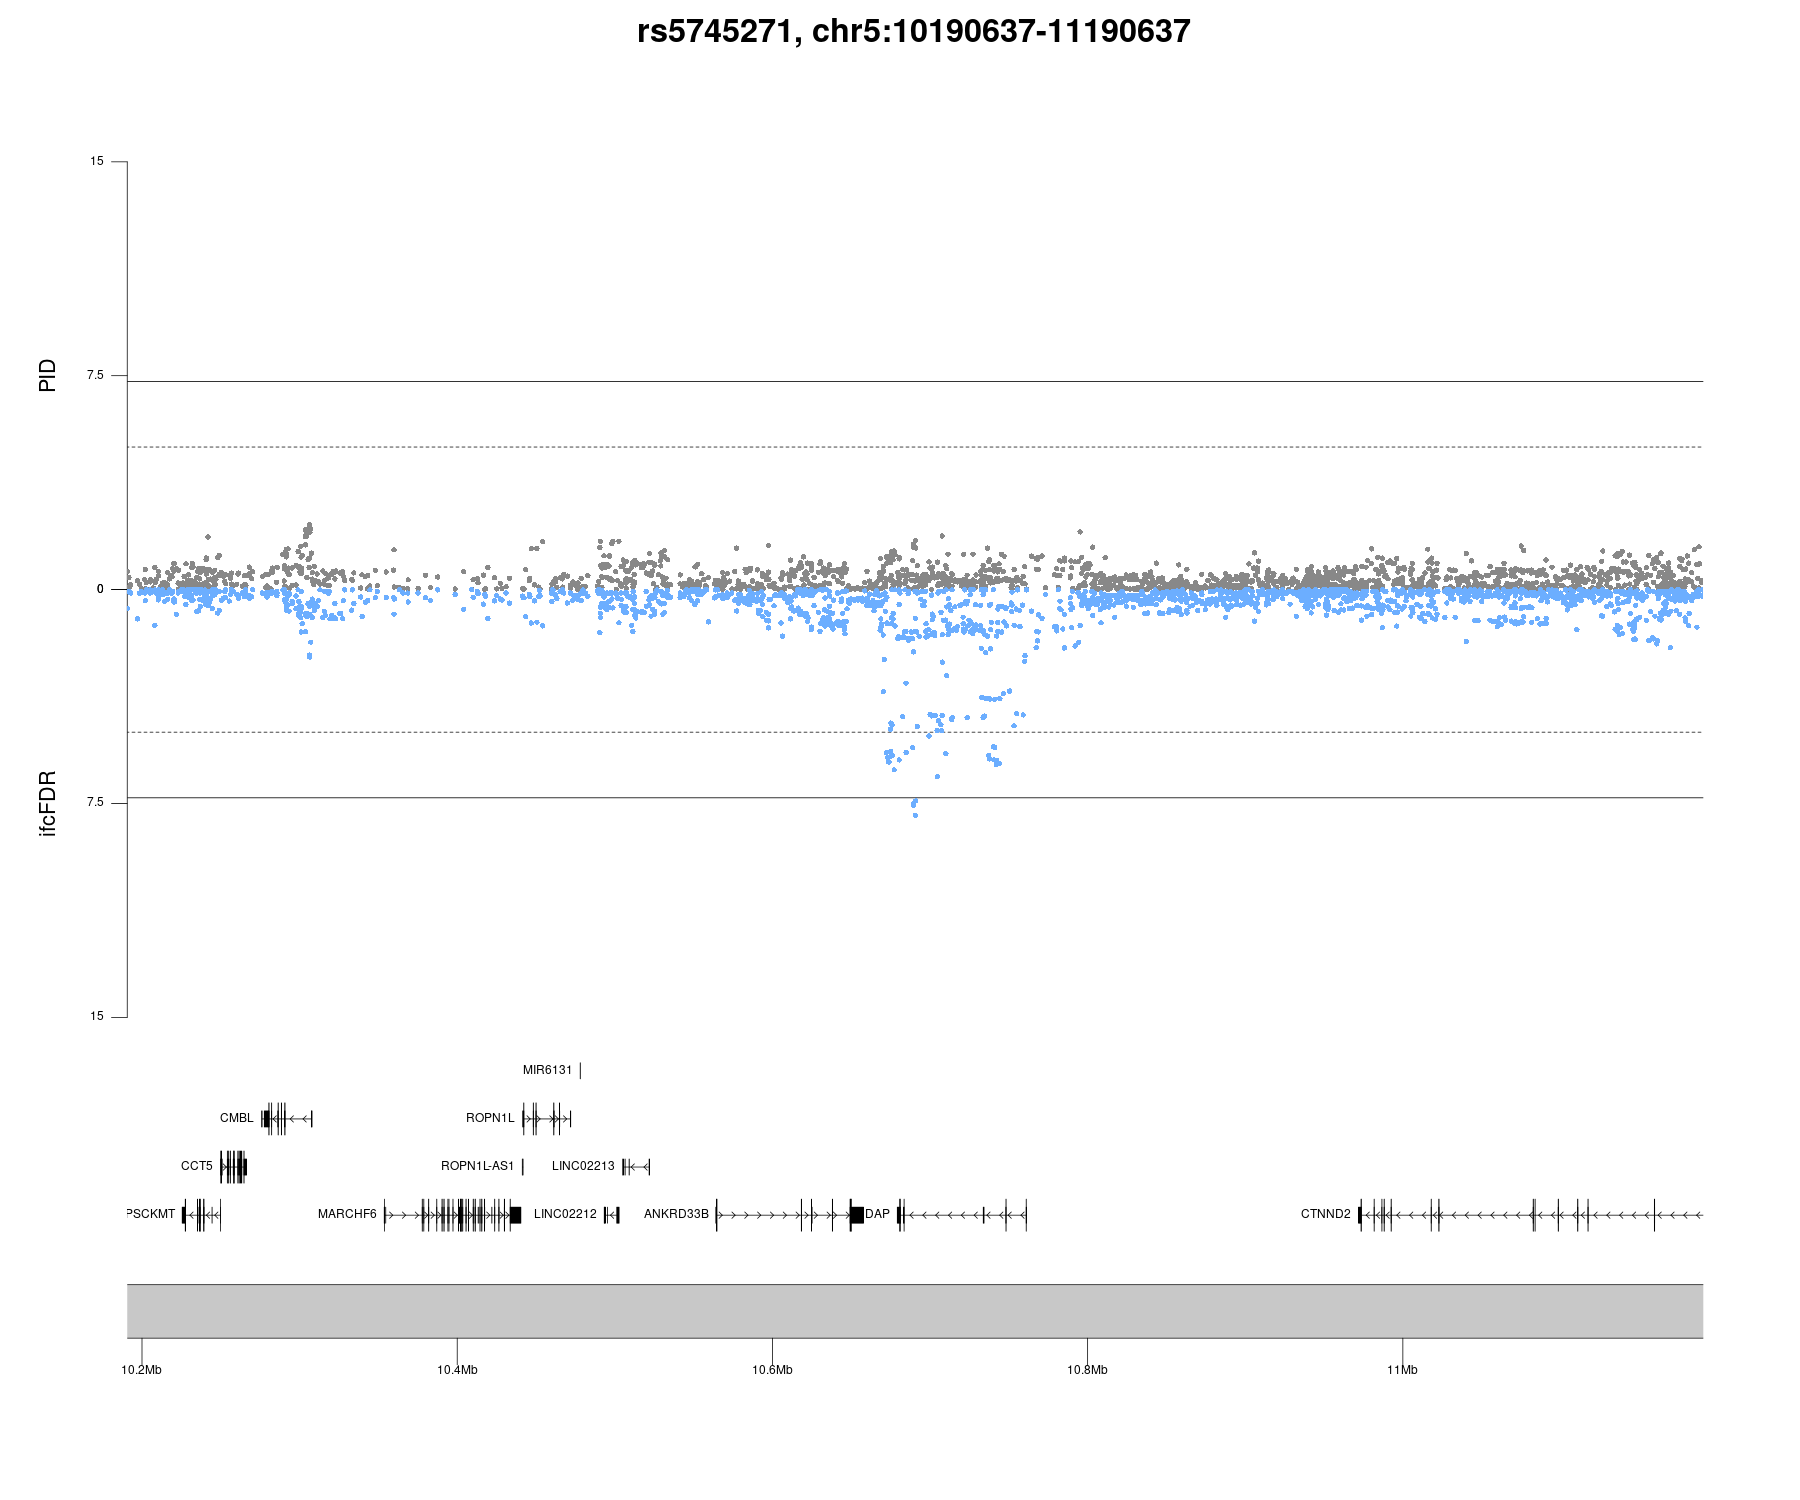 rs5745271, chr5:10190637-11190637
15
PID
7.5
0
ifcFDR
7.5
15
MIR6131
CMBL
ROPN1L
CCT5
ROPN1L-AS1
LINC02213
PSCKMT
MARCHF6
LINC02212
ANKRD33B
DAP
CTNND2
10.2Mb
10.4Mb
10.6Mb
10.8Mb
11Mb